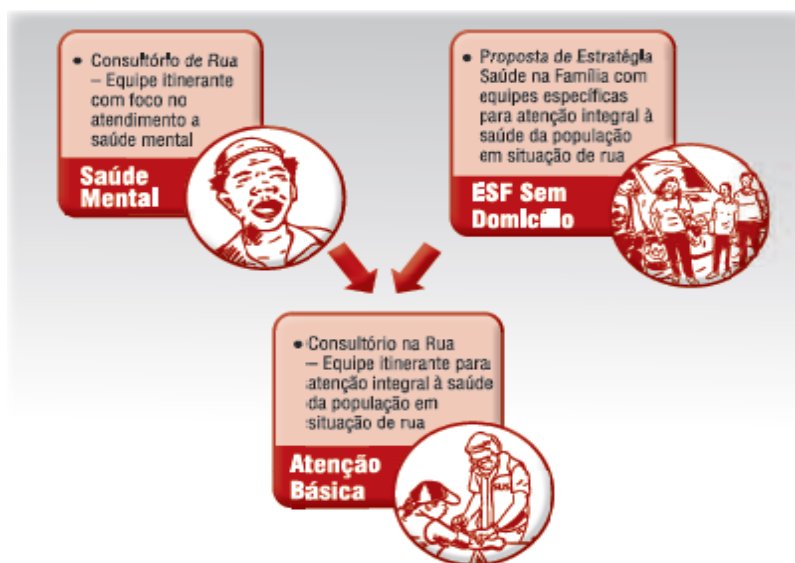 • Consultório de Rua
– Equipe itinerante
com foco no
atendimento a
saúde mental
Saúde
Mental
• Proposta de Estratégia
Saúde na Família com
equipes específicas
para atenção integral à
saúde da população
em situação de rua
ESF Sem
Domicílio
• Consultório na Rua
– Equipe itinerante para
atenção integral à saúde
da população em
situação de rua
Atenção
Básica
SUS